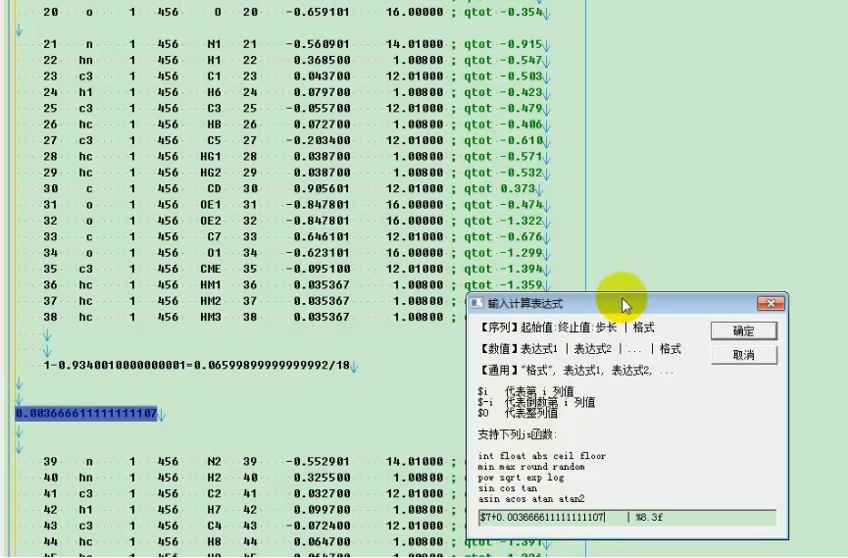 20 o 1 456 O 20 -0.659101 16.00000 ; qtot -0.354
21 n 1 456 N1 21 -0.560901 14.01000 ; qtot -0.915
22 hn 1 456 H1 22 0.368500 1.00800 ; qtot -0.547
23 c3 1 456 C1 23 0.043700 12.01000 ; qtot -0.503
24 h1 1 456 H6 24 0.079700 1.00800 ; qtot -0.423
25 c3 1 456 C3 25 -0.055700 12.01000 ; qtot -0.479
26 hc 1 456 HB 26 0.072700 1.00800 ; qtot -0.406
27 c3 1 456 C5 27 -0.203400 12.01000 ; qtot -0.610
28 hc 1 456 HG1 28 0.038700 1.00800 ; qtot -0.571
29 hc 1 456 HG2 29 0.038700 1.00800 ; qtot -0.532
30 c 1 456 CD 30 0.905601 12.01000 ; qtot 0.373
31 o 1 456 OE1 31 -0.847801 16.00000 ; qtot -0.474
32 o 1 456 OE2 32 -0.847801 16.00000 ; qtot -1.322
33 c 1 456 C7 33 0.646101 12.01000 ; qtot -0.676
34 o 1 456 O1 34 -0.623101 16.00000 ; qtot -1.299
35 c3 1 456 CME 35 -0.095100 12.01000 ; qtot -1.394
36 hc 1 456 HM1 36 0.035367 1.00800 ; qtot -1.359
37 hc 1 456 HM2 37 0.035367 1.00800 ;
38 hc 1 456 HM3 38 0.035367 1.00800 ;
1-0.9340010000000001=0.06599899999999992/18
0.003666611111111107
39 n 1 456 N2 39 -0.552901 14.01000 ;
40 hn 1 456 H2 40 0.325500 1.00800 ;
41 c3 1 456 C2 41 0.032700 12.01000 ;
42 h1 1 456 H7 42 0.099700 1.00800 ;
43 c3 1 456 C4 43 -0.072400 12.01000 ;
44 hc 1 456 H8 44 0.064700 1.00800 ;
输入计算表达式
【序列】起始值:终止值:步长 | 格式
【数值】表达式1 | 表达式2 | ... | 格式
【通用】"格式", 表达式1, 表达式2, ...
$i 代表第 i 列值
$-i 代表倒数第 i 列值
$0 代表整列值
支持下列js函数:
int float abs ceil floor
min max round random
pow sqrt exp log
sin cos tan
asin acos atan atan2
$7+0.003666611111111107 | %8.3f
确定
取消